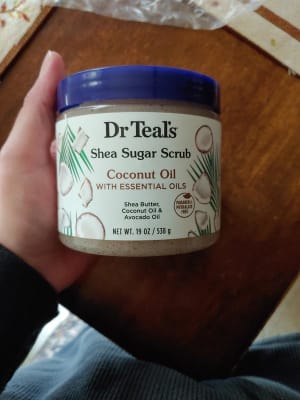 Dr Teal's
Shea Sugar Scrub
Coconut Oil
WITH ESSENTIAL OILS
Shea Butter,
Coconut Oil &
Avocado Oil
NET WT. 19 OZ / 538 g